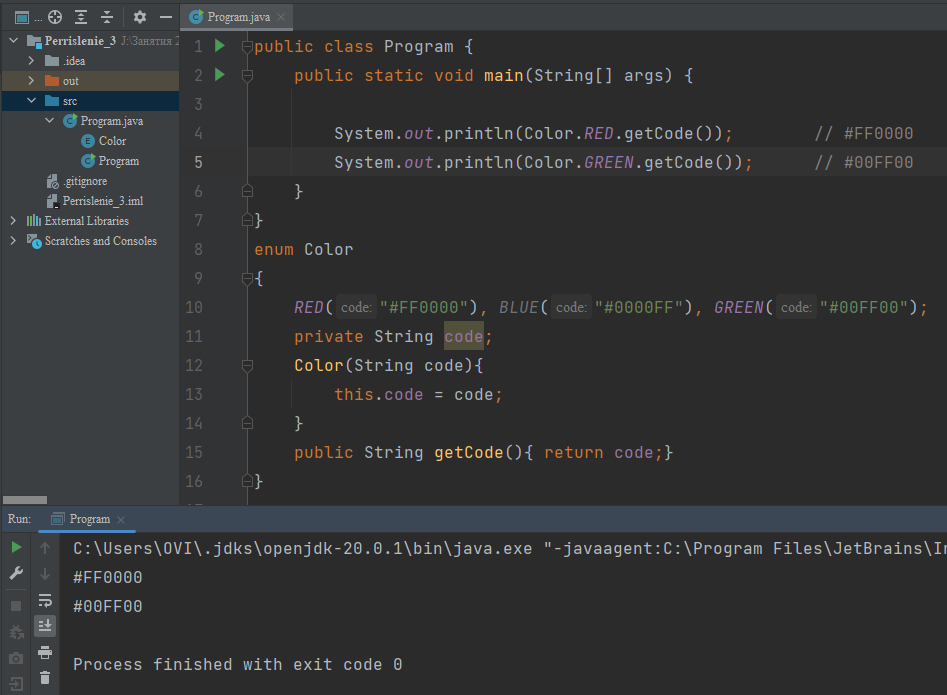 ...
Program.java
Perrislenie_3 J:\Занятия 2
.idea
out
src
Program.java
Color
Program
.gitignore
Perrislenie_3.iml
External Libraries
Scratches and Consoles
1 public class Program {
2 public static void main(String[] args) {
3
4 System.out.println(Color.RED.getCode()); // #FF0000
5 System.out.println(Color.GREEN.getCode()); // #00FF00
6 }
7 }
8 enum Color
9 {
10 RED( code: "#FF0000"), BLUE( code: "#0000FF"), GREEN( code: "#00FF00");
11 private String code;
12 Color(String code){
13 this.code = code;
14 }
15 public String getCode(){ return code;}
16 }
Run: Program
C:\Users\OVI\.jdks\openjdk-20.0.1\bin\java.exe "-javaagent:C:\Program Files\JetBrains\In
#FF0000
#00FF00
Process finished with exit code 0